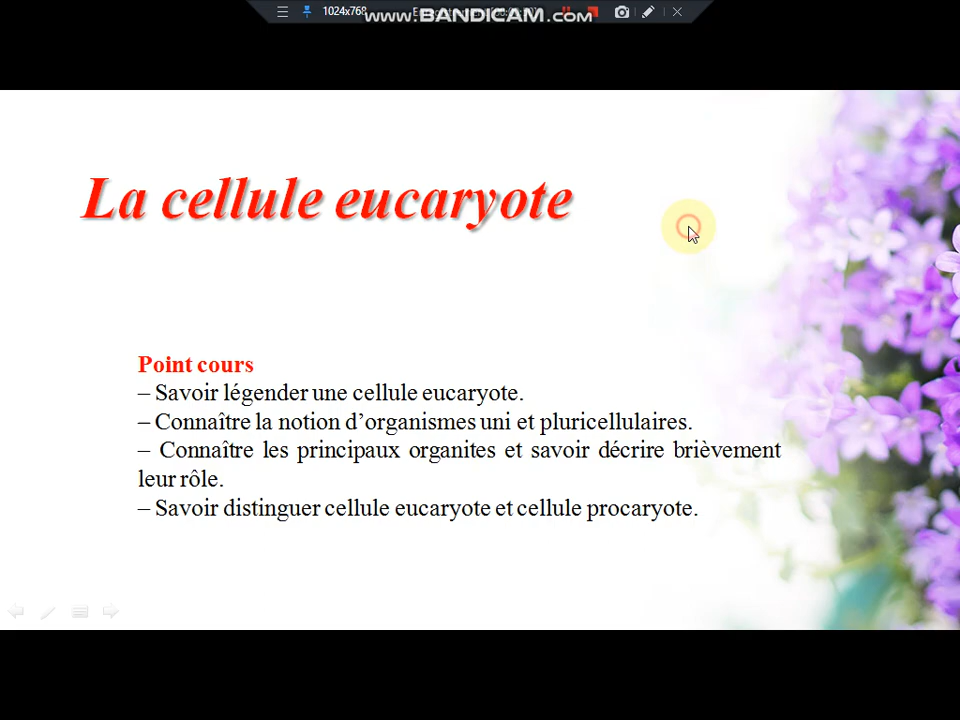 1024x768
www.BANDICAM.com
La cellule eucaryote
Point cours
– Savoir légender une cellule eucaryote.
– Connaître la notion d’organismes uni et pluricellulaires.
– Connaître les principaux organites et savoir décrire brièvement
leur rôle.
– Savoir distinguer cellule eucaryote et cellule procaryote.